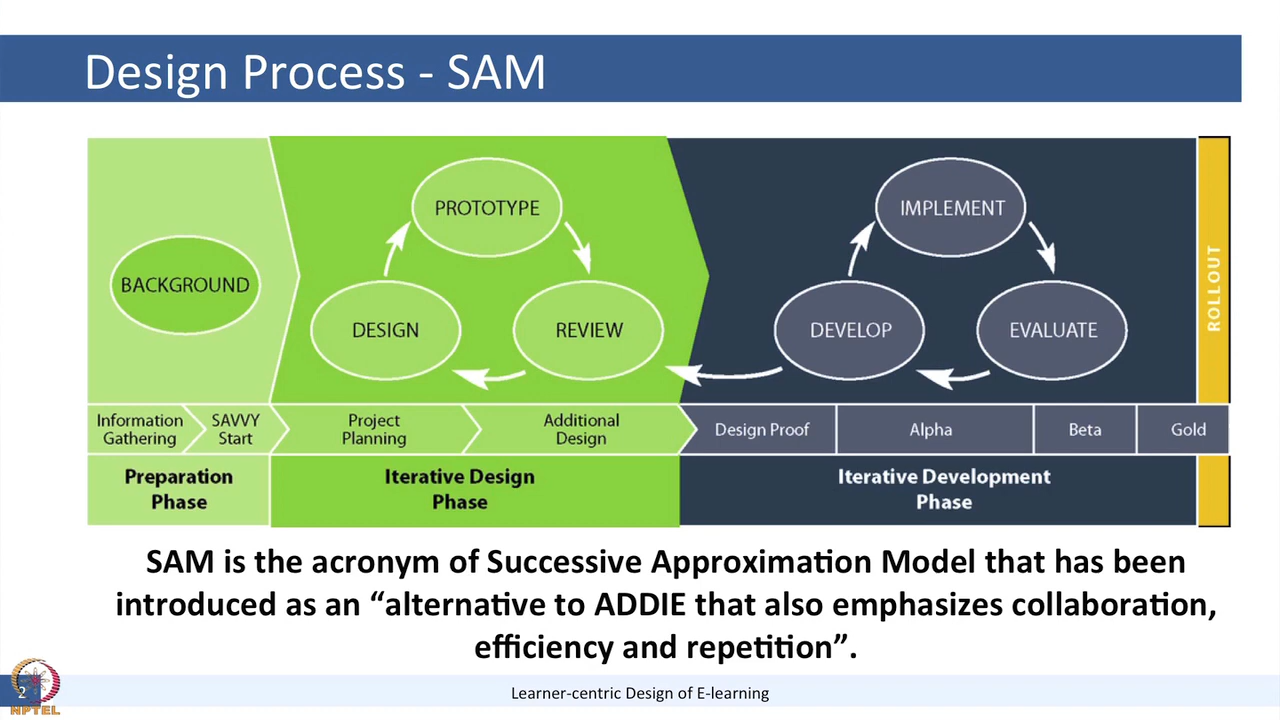 Design Process - SAM
PROTOTYPE
IMPLEMENT
BACKGROUND
DESIGN
REVIEW
DEVELOP
EVALUATE
ROLLOUT
Information
Gathering
SAVVY
Start
Project
Planning
Additional
Design
Design Proof
Alpha
Beta
Gold
Preparation
Phase
Iterative Design
Phase
Iterative Development
Phase
SAM is the acronym of Successive Approximation Model that has been
introduced as an “alternative to ADDIE that also emphasizes collaboration,
efficiency and repetition”.
2
NPTEL
Learner-centric Design of E-learning